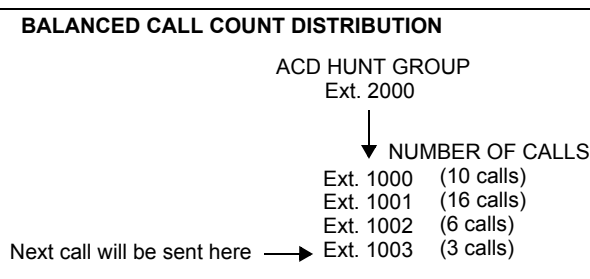 BALANCED CALL COUNT DISTRIBUTION
ACD HUNT GROUP
Ext. 2000
NUMBER OF CALLS
Ext. 1000 (10 calls)
Ext. 1001 (16 calls)
Ext. 1002 (6 calls)
Next call will be sent here Ext. 1003 (3 calls)